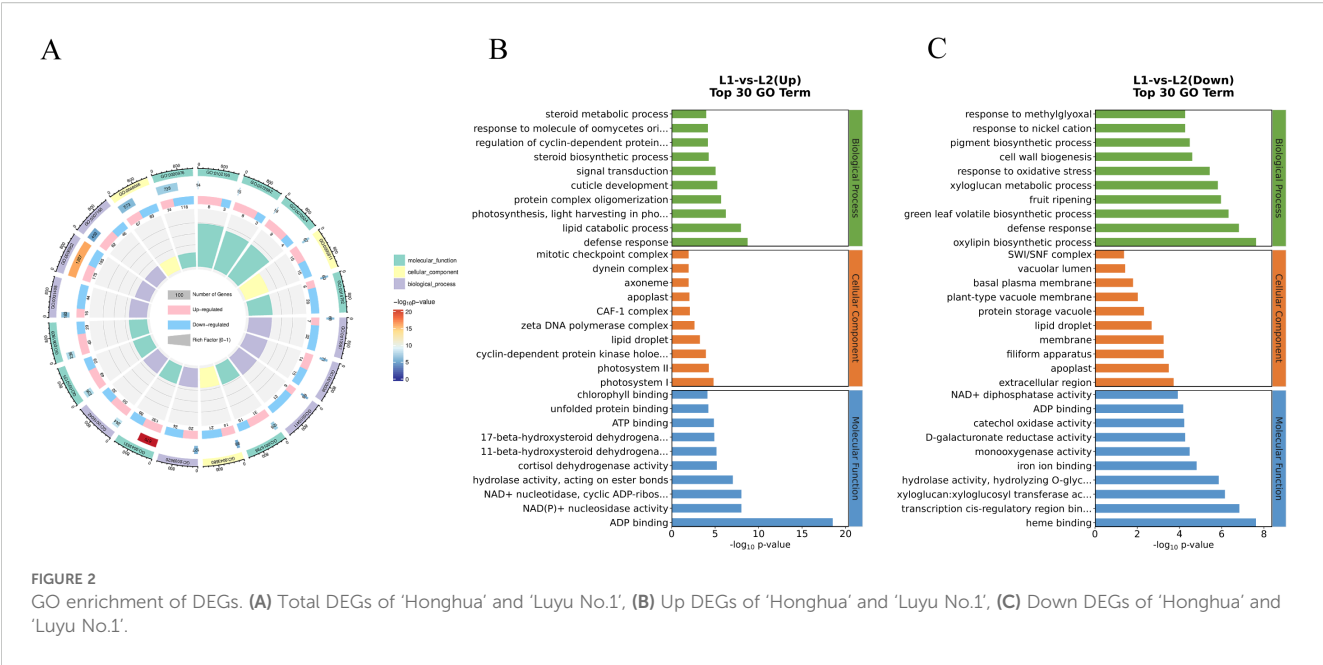 A
B
C
molecular_function
cellular_component
biological_process
−log₁₀p-value
20
15
10
5
0
100 Number of Genes
Up-regulated
Down-regulated
Rich Factor [0-1)
L1-vs-L2(Up)
Top 30 GO Term
steroid metabolic process
response to molecule of oomycetes ori...
regulation of cyclin-dependent protein...
steroid biosynthetic process
signal transduction
cuticle development
protein complex oligomerization
photosynthesis, light harvesting in pho...
lipid catabolic process
defense response
mitotic checkpoint complex
dynein complex
axoneme
apoplast
CAF-1 complex
zeta DNA polymerase complex
lipid droplet
cyclin-dependent protein kinase holoe...
photosystem II
photosystem I
chlorophyll binding
unfolded protein binding
ATP binding
17-beta-hydroxysteroid dehydrogena...
11-beta-hydroxysteroid dehydrogena...
cortisol dehydrogenase activity
hydrolase activity, acting on ester bonds
NAD+ nucleotidase, cyclic ADP-ribos...
NAD(P)+ nucleosidase activity
ADP binding
Biological Process
Cellular Component
Molecular Function
0 5 10 15 20
-log₁₀ p-value
L1-vs-L2(Down)
Top 30 GO Term
response to methylglyoxal
response to nickel cation
pigment biosynthetic process
cell wall biogenesis
response to oxidative stress
xyloglucan metabolic process
fruit ripening
green leaf volatile biosynthetic process
defense response
oxylipin biosynthetic process
SWI/SNF complex
vacuolar lumen
basal plasma membrane
plant-type vacuole membrane
protein storage vacuole
lipid droplet
membrane
filiform apparatus
apoplast
extracellular region
NAD+ diphosphatase activity
ADP binding
catechol oxidase activity
D-galacturonate reductase activity
monooxygenase activity
iron ion binding
hydrolase activity, hydrolyzing O-glyc...
xyloglucan:xyloglucosyl transferase ac...
transcription cis-regulatory region bin...
heme binding
Biological Process
Cellular Component
Molecular Function
0 2 4 6 8
-log₁₀ p-value
FIGURE 2
GO enrichment of DEGs. (A) Total DEGs of ‘Honghua’ and ‘Luyu No.1’, (B) Up DEGs of ‘Honghua’ and ‘Luyu No.1’, (C) Down DEGs of ‘Honghua’ and
‘Luyu No.1’.